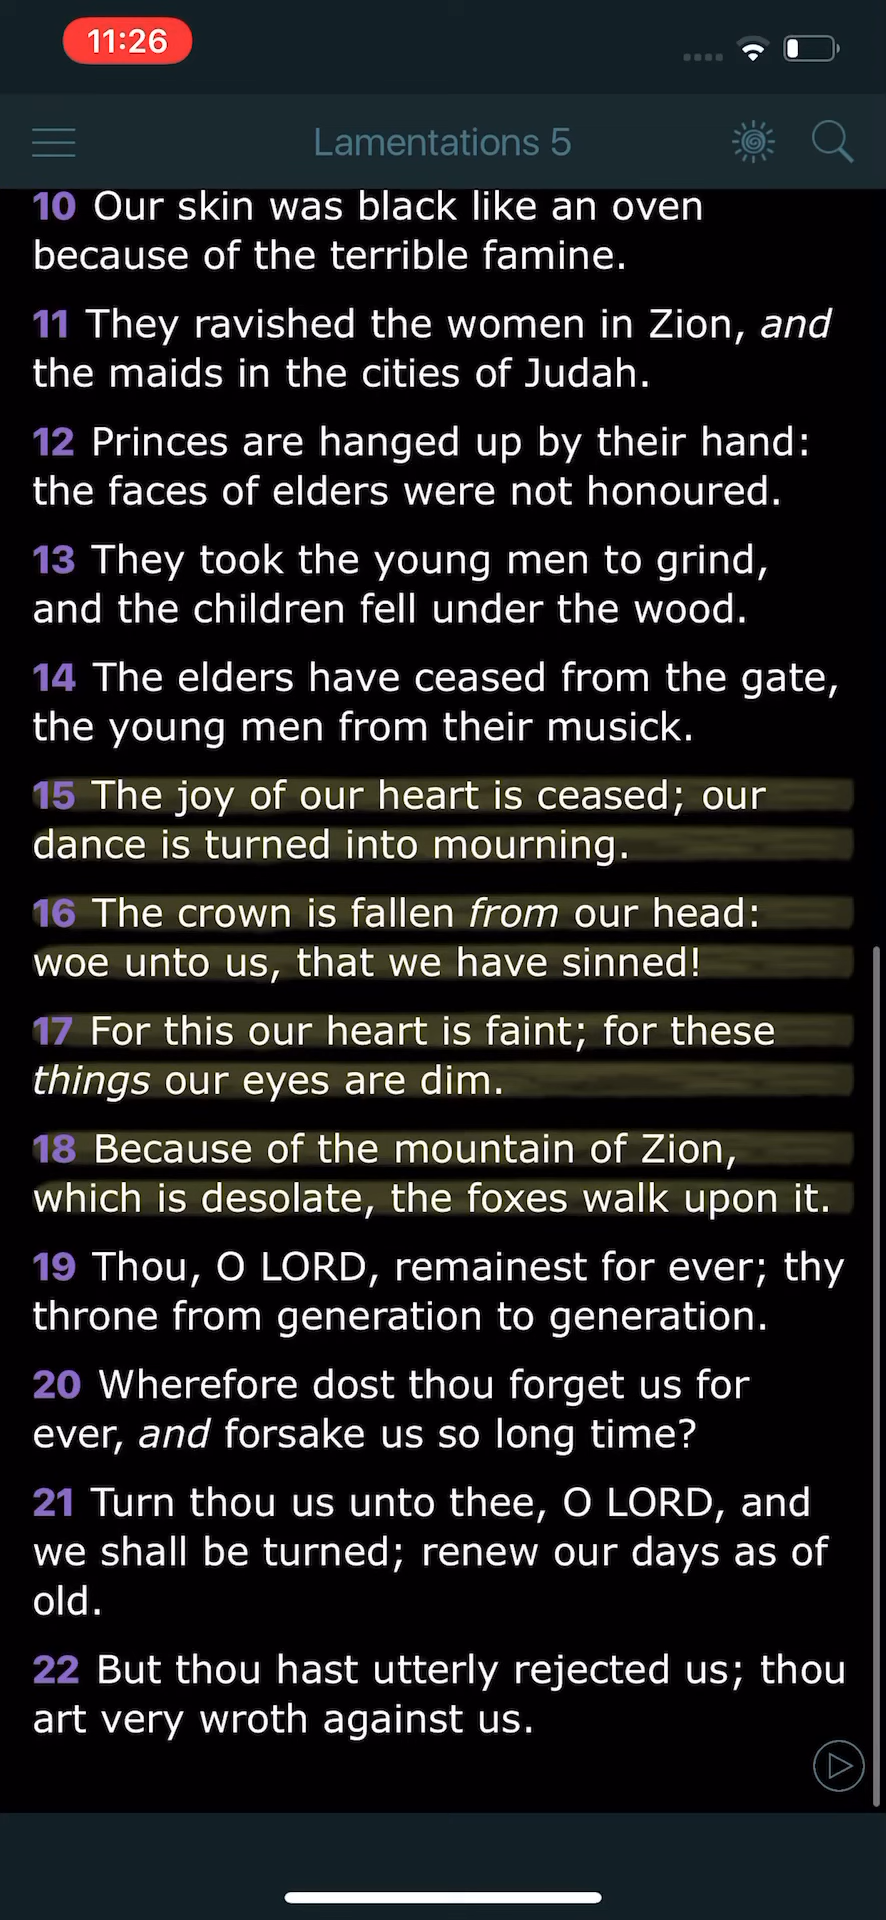 11:26
Lamentations 5
10 Our skin was black like an oven
because of the terrible famine.
11 They ravished the women in Zion, and
the maids in the cities of Judah.
12 Princes are hanged up by their hand:
the faces of elders were not honoured.
13 They took the young men to grind,
and the children fell under the wood.
14 The elders have ceased from the gate,
the young men from their musick.
15 The joy of our heart is ceased; our
dance is turned into mourning.
16 The crown is fallen from our head:
woe unto us, that we have sinned!
17 For this our heart is faint; for these
things our eyes are dim.
18 Because of the mountain of Zion,
which is desolate, the foxes walk upon it.
19 Thou, O LORD, remainest for ever; thy
throne from generation to generation.
20 Wherefore dost thou forget us for
ever, and forsake us so long time?
21 Turn thou us unto thee, O LORD, and
we shall be turned; renew our days as of
old.
22 But thou hast utterly rejected us; thou
art very wroth against us.